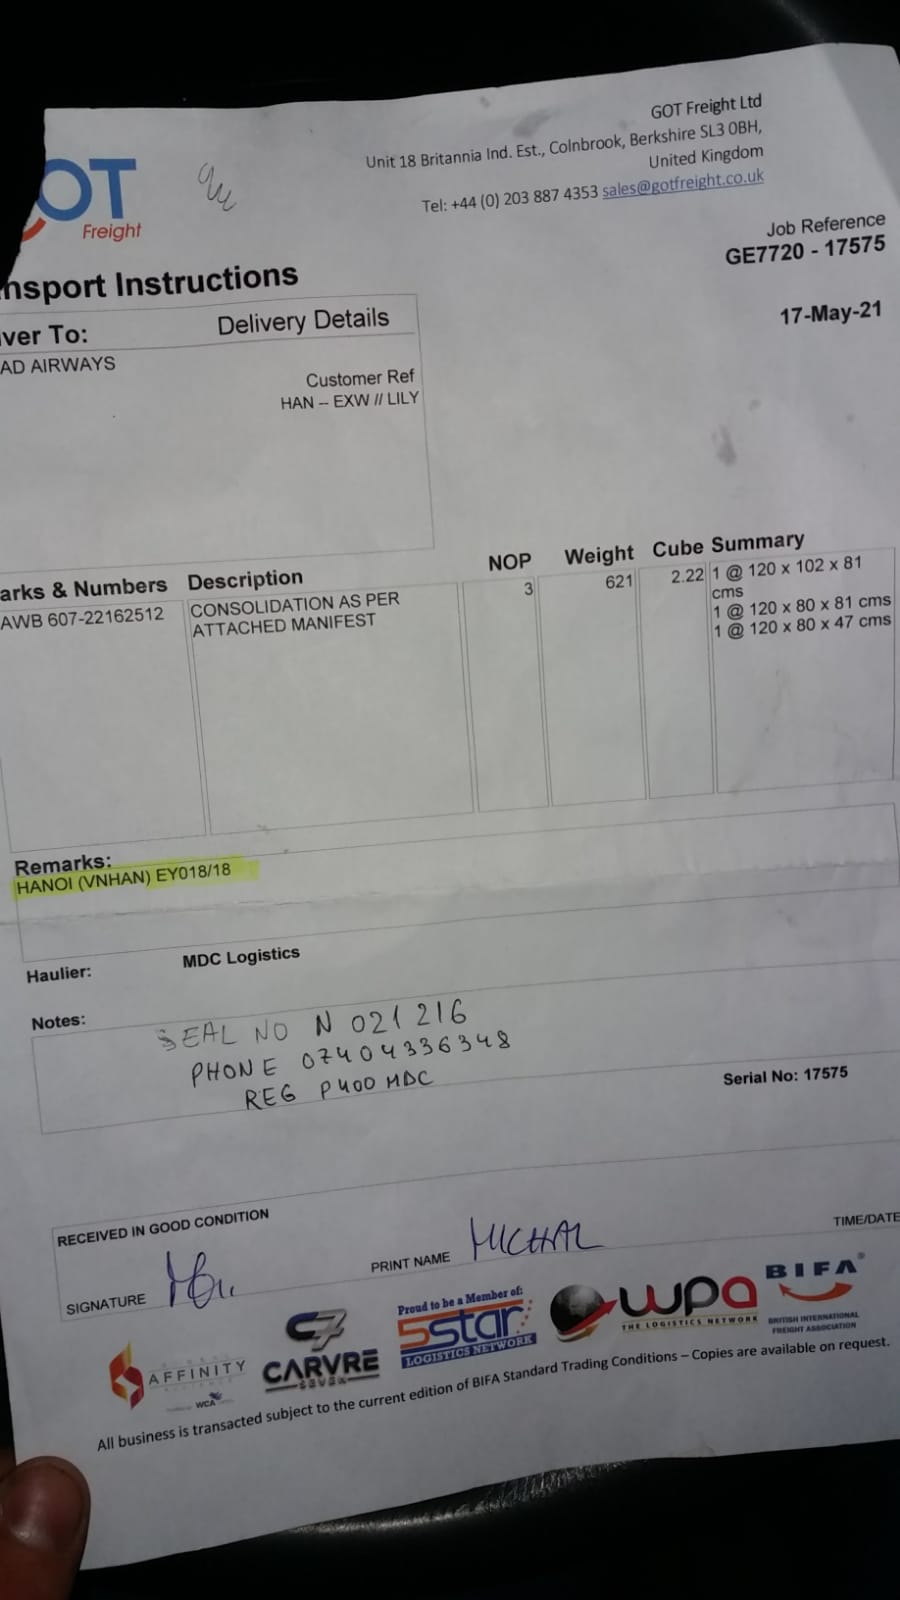 OT
Freight
GOT Freight Ltd
Unit 18 Britannia Ind. Est., Colnbrook, Berkshire SL3 0BH,
United Kingdom
Tel: +44 (0) 203 887 4353 sales@gotfreight.co.uk
Job Reference
GE7720 - 17575
nsport Instructions
17-May-21
iver To: Delivery Details
AD AIRWAYS
Customer Ref
HAN -- EXW // LILY
arks & Numbers Description NOP Weight Cube Summary
AWB 607-22162512 CONSOLIDATION AS PER 3 621 2.22 1 @ 120 x 102 x 81
ATTACHED MANIFEST cms
1 @ 120 x 80 x 81 cms
1 @ 120 x 80 x 47 cms
Remarks:
HANOI (VNHAN) EY018/18
Haulier: MDC Logistics
Notes:
SEAL NO N 021216
PHONE 07404336348
REG P400 MDC
Serial No: 17575
RECEIVED IN GOOD CONDITION
SIGNATURE PRINT NAME MICHAL TIME/DATE
AFFINITY
WCA
C7
CARVRE
SEVEN
Proud to be a Member of:
5star
LOGISTICS NETWORK
wpa
THE LOGISTICS NETWORK
BIFA®
BRITISH INTERNATIONAL
FREIGHT ASSOCIATION
All business is transacted subject to the current edition of BIFA Standard Trading Conditions – Copies are available on request.